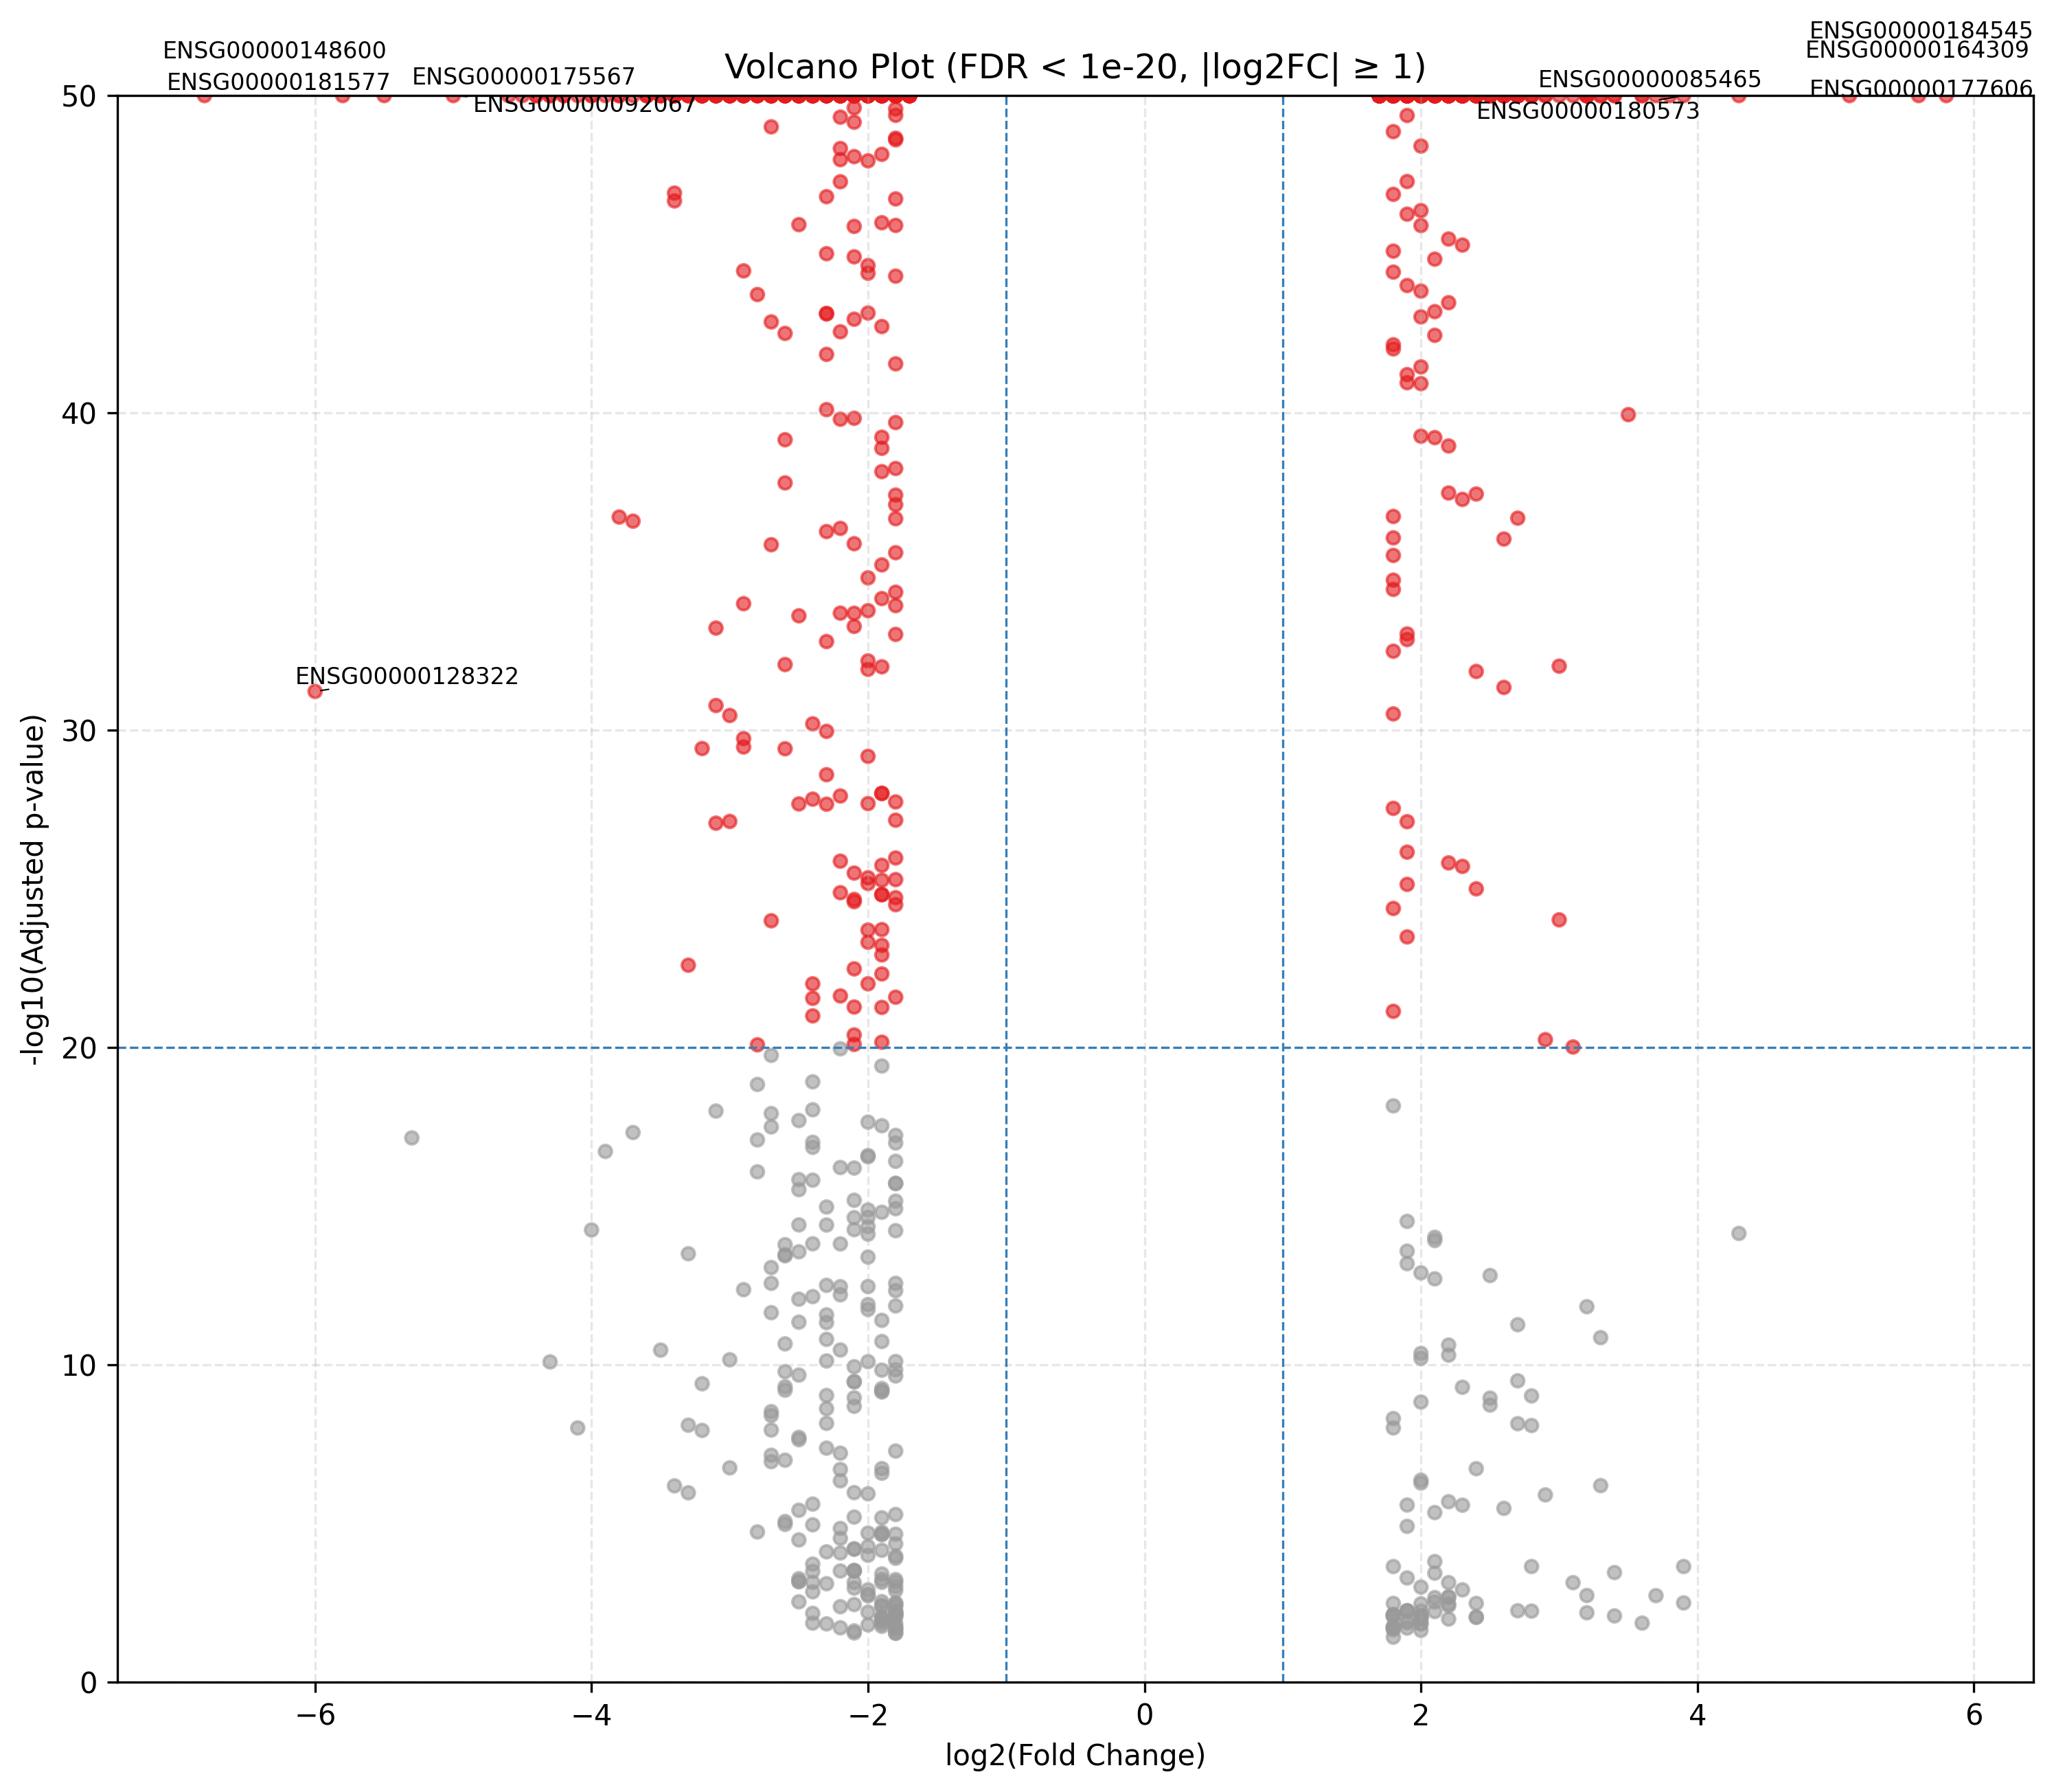 ENSG00000184545
ENSG00000148600
ENSG00000164309
Volcano Plot (FDR < 1e-20, |log2FC| ≥ 1)
ENSG00000181577
ENSG00000175567
ENSG00000085465
ENSG00000177606
ENSG00000092067
ENSG00000180573
ENSG00000128322
50
40
30
20
10
0
-log10(Adjusted p-value)
−6
−4
−2
0
2
4
6
log2(Fold Change)